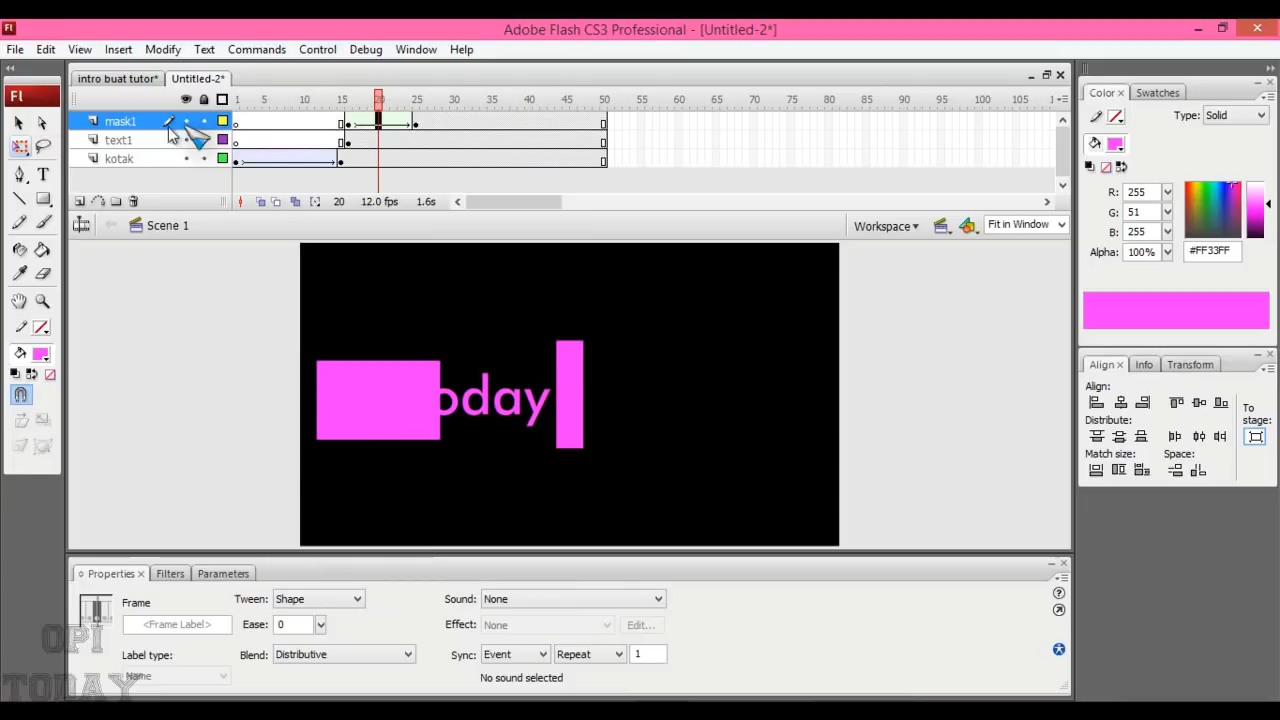 Adobe Flash CS3 Professional - [Untitled-2*]
File Edit View Insert Modify Text Commands Control Debug Window Help
intro buat tutor* Untitled-2*
1 5 10 15 20 25 30 35 40 45 50 55 60 65 70 75 80 85 90 95 100 105
mask1
text1
kotak
20 12.0 fps 1.6s
Scene 1
Workspace
Fit in Window
Fl
oday
Color Swatches
Type: Solid
R: 255
G: 51
B: 255
Alpha: 100%
#FF33FF
Align Info Transform
Align:
To stage:
Distribute:
Match size: Space:
Properties Filters Parameters
Frame
<Frame Label>
Label type:
Name
Tween: Shape
Ease: 0
Blend: Distributive
Sound: None
Effect: None Edit...
Sync: Event Repeat 1
No sound selected
OPI
TODAY